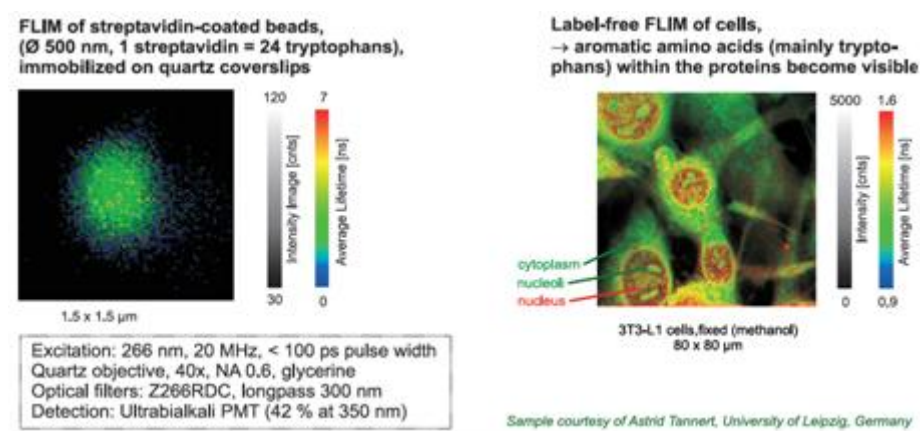 FLIM of streptavidin-coated beads,
(Ø 500 nm, 1 streptavidin = 24 tryptophans),
immobilized on quartz coverslips
120
7
Intensity Image [cnts]
Average Lifetime [ns]
30
0
1.5 x 1.5 µm
Excitation: 266 nm, 20 MHz, < 100 ps pulse width
Quartz objective, 40x, NA 0.6, glycerine
Optical filters: Z266RDC, longpass 300 nm
Detection: Ultrabialkali PMT (42 % at 350 nm)
Label-free FLIM of cells,
→ aromatic amino acids (mainly trypto-
phans) within the proteins become visible
5000
1.6
Intensity [cnts]
Average Lifetime [ns]
0
0,9
cytoplasm
nucleoli
nucleus
3T3-L1 cells,fixed (methanol)
80 x 80 µm
Sample courtesy of Astrid Tannert, University of Leipzig, Germany